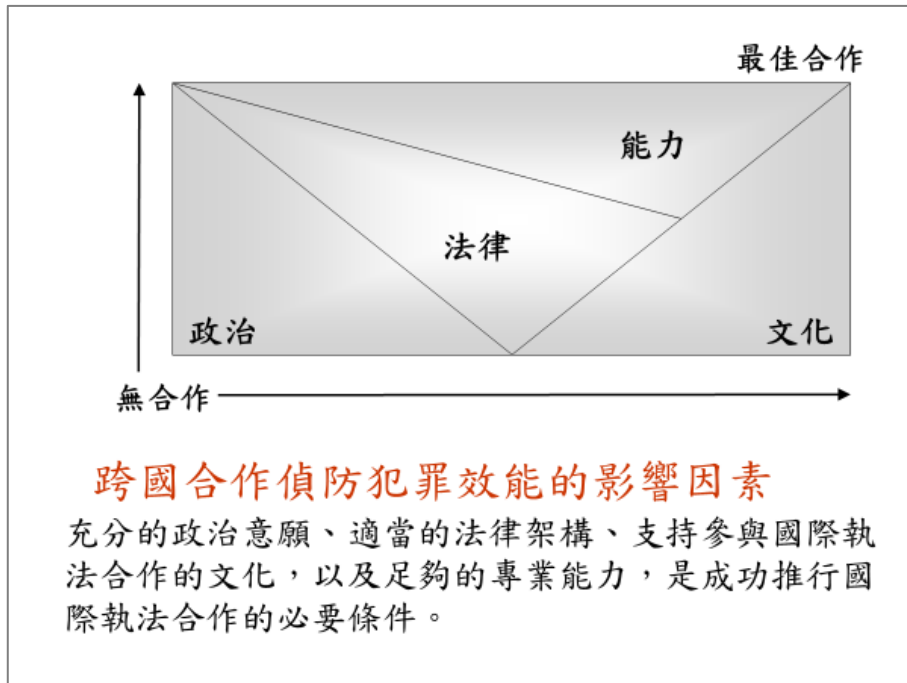 最佳合作
能力
法律
政治
文化
無合作
跨國合作偵防犯罪效能的影響因素
充分的政治意願、適當的法律架構、支持參與國際執
法合作的文化，以及足夠的專業能力，是成功推行國
際執法合作的必要條件。